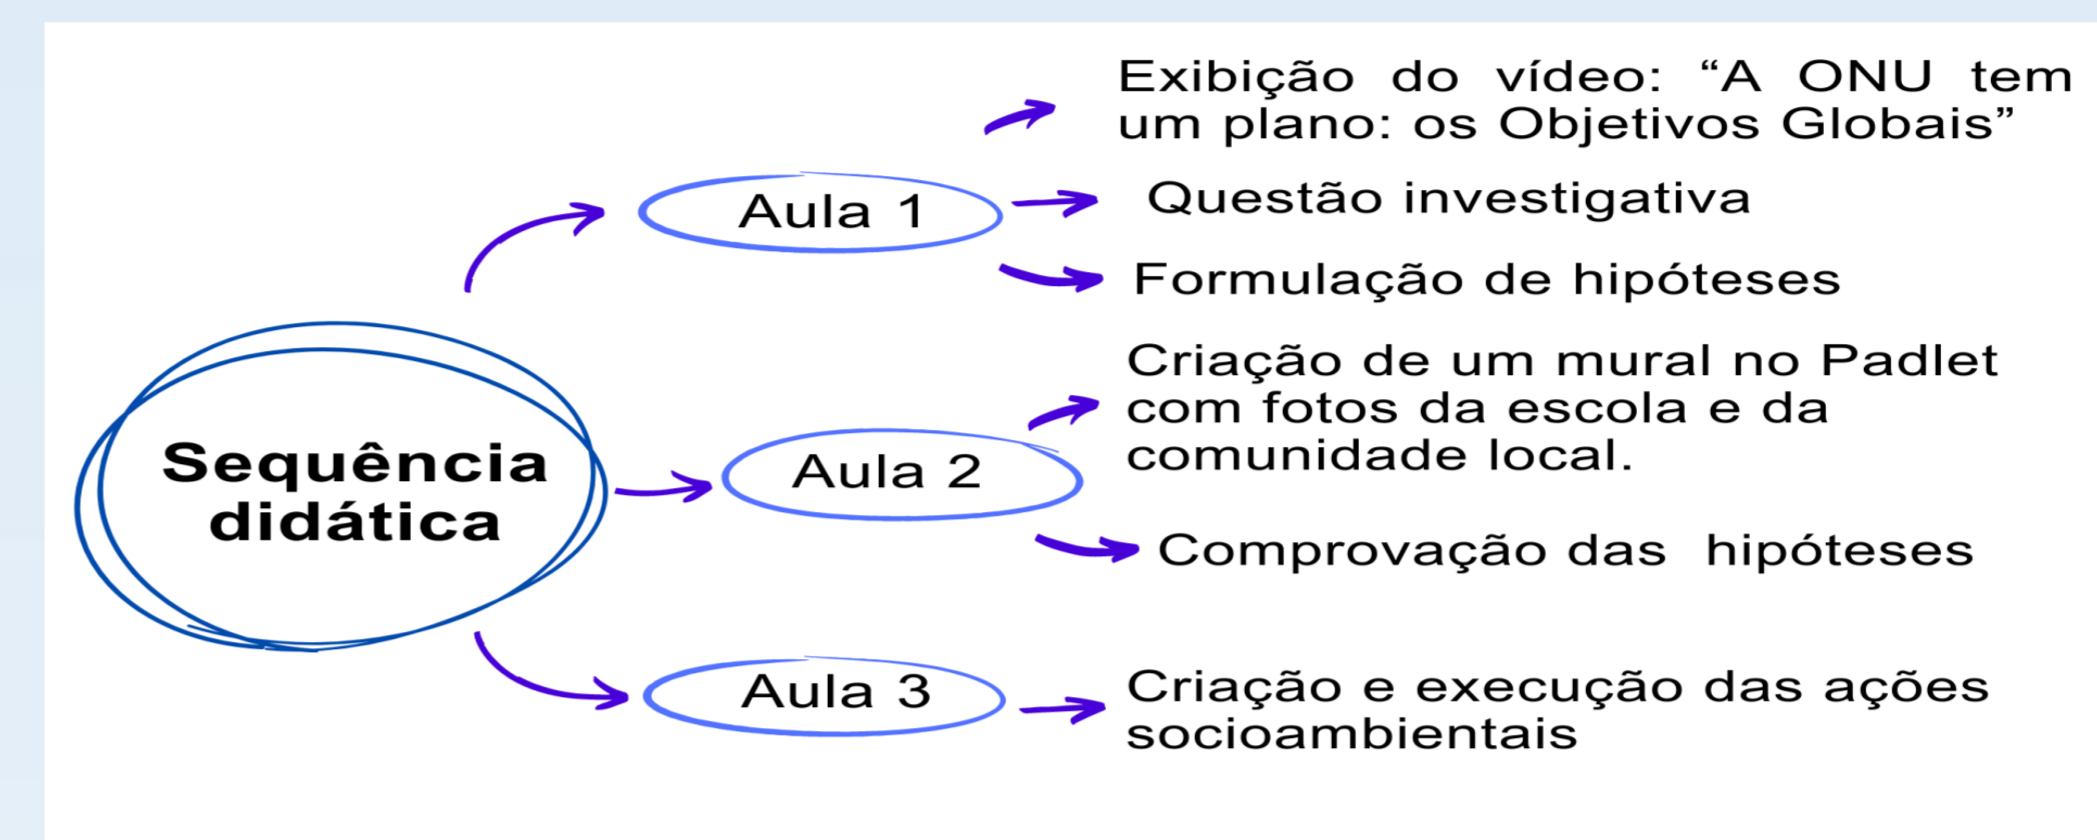 Sequência
didática
Aula 1
Exibição do vídeo: “A ONU tem
um plano: os Objetivos Globais”
Questão investigativa
Formulação de hipóteses
Aula 2
Criação de um mural no Padlet
com fotos da escola e da
comunidade local.
Comprovação das hipóteses
Aula 3
Criação e execução das ações
socioambientais